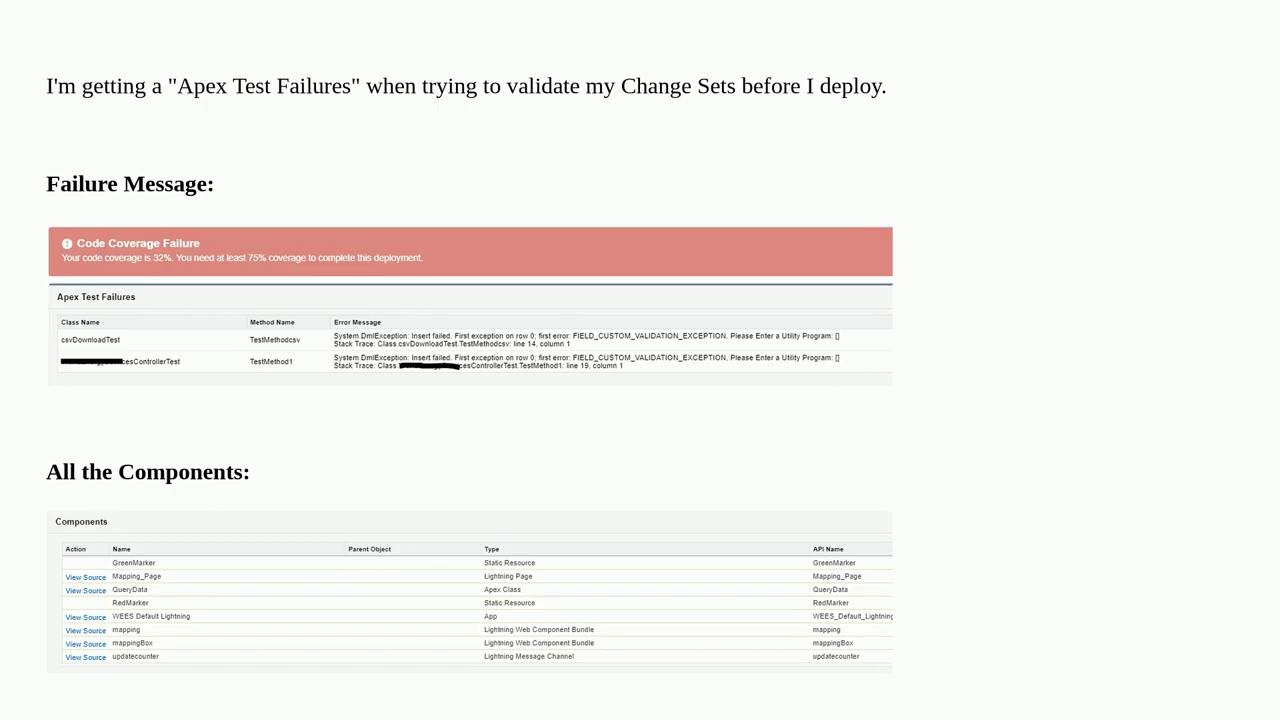 I'm getting a "Apex Test Failures" when trying to validate my Change Sets before I deploy.
Failure Message:
Code Coverage Failure
Your code coverage is 32%. You need at least 75% coverage to complete this deployment.
Apex Test Failures
Class Name Method Name Error Message
csvDownloadTest TestMethodcsv System.DmlException: Insert failed. First exception on row 0; first error: FIELD_CUSTOM_VALIDATION_EXCEPTION, Please Enter a Utility Program: []
Stack Trace: Class.csvDownloadTest.TestMethodcsv: line 14, column 1
cesControllerTest TestMethod1 System.DmlException: Insert failed. First exception on row 0; first error: FIELD_CUSTOM_VALIDATION_EXCEPTION, Please Enter a Utility Program: []
Stack Trace: Class. cesControllerTest.TestMethod1: line 19, column 1
All the Components:
Components
Action Name Parent Object Type API Name
GreenMarker Static Resource GreenMarker
View Source Mapping_Page Lightning Page Mapping_Page
View Source QueryData Apex Class QueryData
RedMarker Static Resource RedMarker
View Source WEES Default Lightning App WEES_Default_Lightning
View Source mapping Lightning Web Component Bundle mapping
View Source mappingBox Lightning Web Component Bundle mappingBox
View Source updatecounter Lightning Message Channel updatecounter